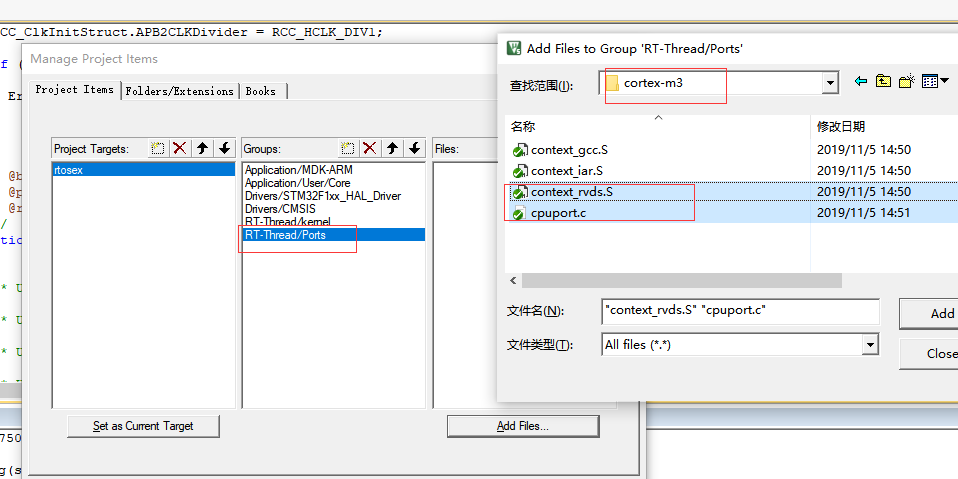 CC_ClkInitStruct.APB2CLKDivider = RCC_HCLK_DIV1;
f (
Er
@b
@p
@r
/
tic
* U
* U
* U
750
g(s
Manage Project Items
Project Items
Folders/Extensions
Books
Project Targets:
rtosex
Groups:
Application/MDK-ARM
Application/User/Core
Drivers/STM32F1xx_HAL_Driver
Drivers/CMSIS
RT-Thread/kernel
RT-Thread/Ports
Files:
Set as Current Target
Add Files...
Add Files to Group 'RT-Thread/Ports'
查找范围(I):
cortex-m3
名称
修改日期
context_gcc.S
2019/11/5 14:50
context_iar.S
2019/11/5 14:50
context_rvds.S
2019/11/5 14:50
cpuport.c
2019/11/5 14:51
文件名(N):
"context_rvds.S" "cpuport.c"
Add
文件类型(T):
All files (*.*)
Close